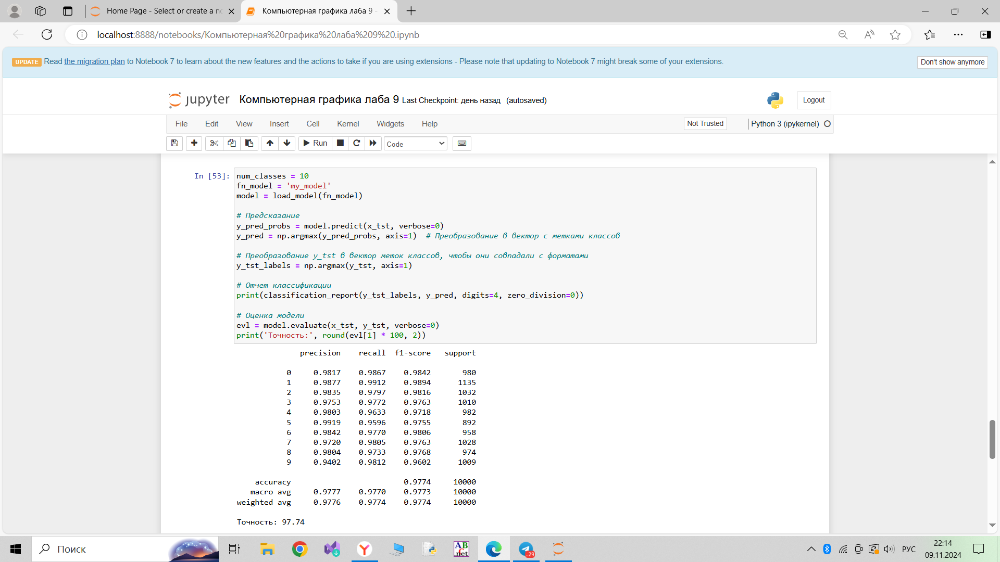 Home Page - Select or create a no
Компьютерная графика лаба 9 -
localhost:8888/notebooks/Компьютерная%20графика%20лаба%209%20.ipynb
UPDATE Read the migration plan to Notebook 7 to learn about the new features and the actions to take if you are using extensions - Please note that updating to Notebook 7 might break some of your extensions.
Don't show anymore
jupyter Компьютерная графика лаба 9 Last Checkpoint: день назад (autosaved)
Logout
File Edit View Insert Cell Kernel Widgets Help
Not Trusted
Python 3 (ipykernel)
Run
Code
In [53]:
num_classes = 10
fn_model = 'my_model'
model = load_model(fn_model)
# Предсказание
y_pred_probs = model.predict(x_tst, verbose=0)
y_pred = np.argmax(y_pred_probs, axis=1)  # Преобразование в вектор с метками классов
# Преобразование y_tst в вектор меток классов, чтобы они совпадали с форматами
y_tst_labels = np.argmax(y_tst, axis=1)
# Отчет классификации
print(classification_report(y_tst_labels, y_pred, digits=4, zero_division=0))
# Оценка модели
evl = model.evaluate(x_tst, y_tst, verbose=0)
print('Точность:', round(evl[1] * 100, 2))
precision recall f1-score support
0 0.9817 0.9867 0.9842 980
1 0.9877 0.9912 0.9894 1135
2 0.9835 0.9797 0.9816 1032
3 0.9753 0.9772 0.9763 1010
4 0.9803 0.9633 0.9718 982
5 0.9919 0.9596 0.9755 892
6 0.9842 0.9770 0.9806 958
7 0.9720 0.9805 0.9763 1028
8 0.9804 0.9733 0.9768 974
9 0.9402 0.9812 0.9602 1009
accuracy 0.9774 10000
macro avg 0.9777 0.9770 0.9773 10000
weighted avg 0.9776 0.9774 0.9774 10000
Точность: 97.74
Поиск
ABC.net
..29
РУС
22:14
09.11.2024